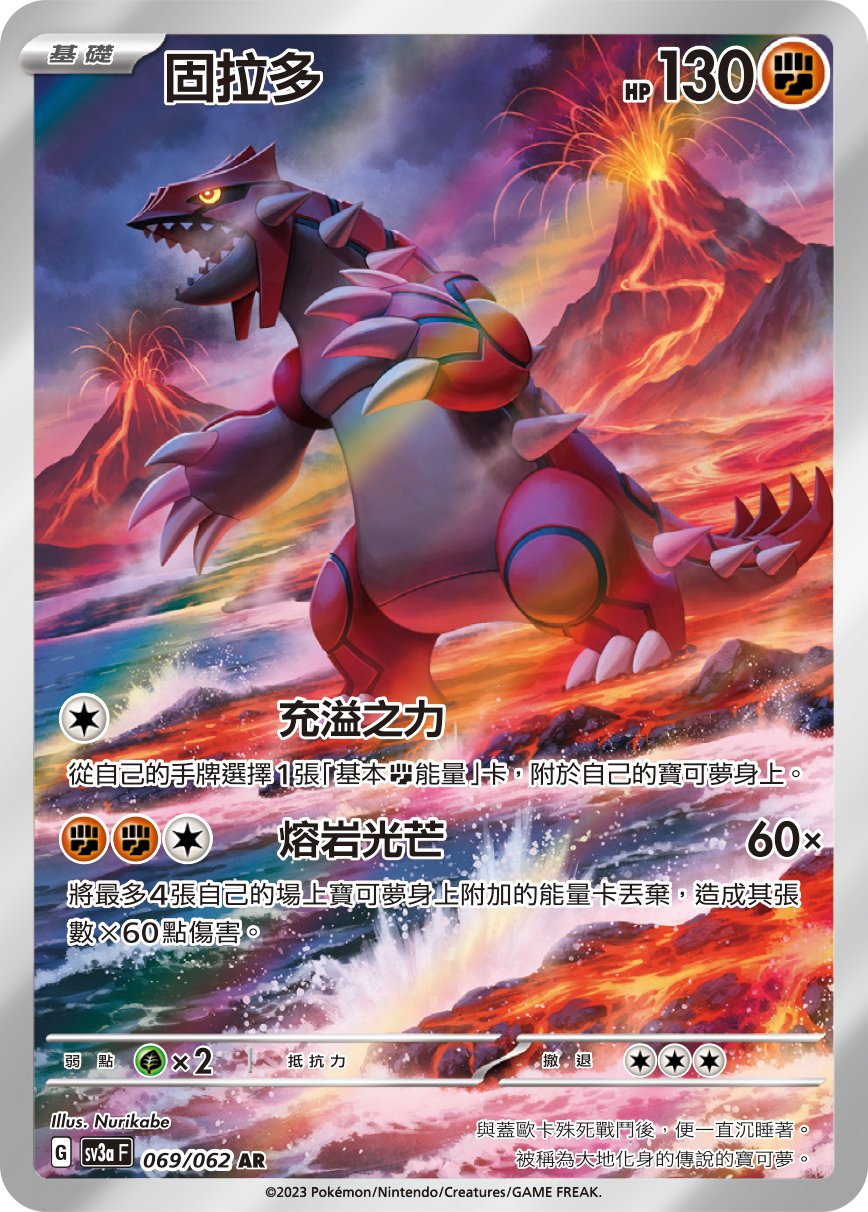 基礎 固拉多 HP 130
充溢之力
從自己的手牌選擇1張「基本能量」卡，附於自己的寶可夢身上。
熔岩光芒 60×
將最多4張自己的場上寶可夢身上附加的能量卡丟棄，造成其張
數×60點傷害。
弱點 ×2 抵抗力 撤退
Illus. Nurikabe
與蓋歐卡殊死戰鬥後，便一直沉睡著。
G sv3a F 069/062 AR
被稱為大地化身的傳說的寶可夢。
©2023 Pokémon/Nintendo/Creatures/GAME FREAK.